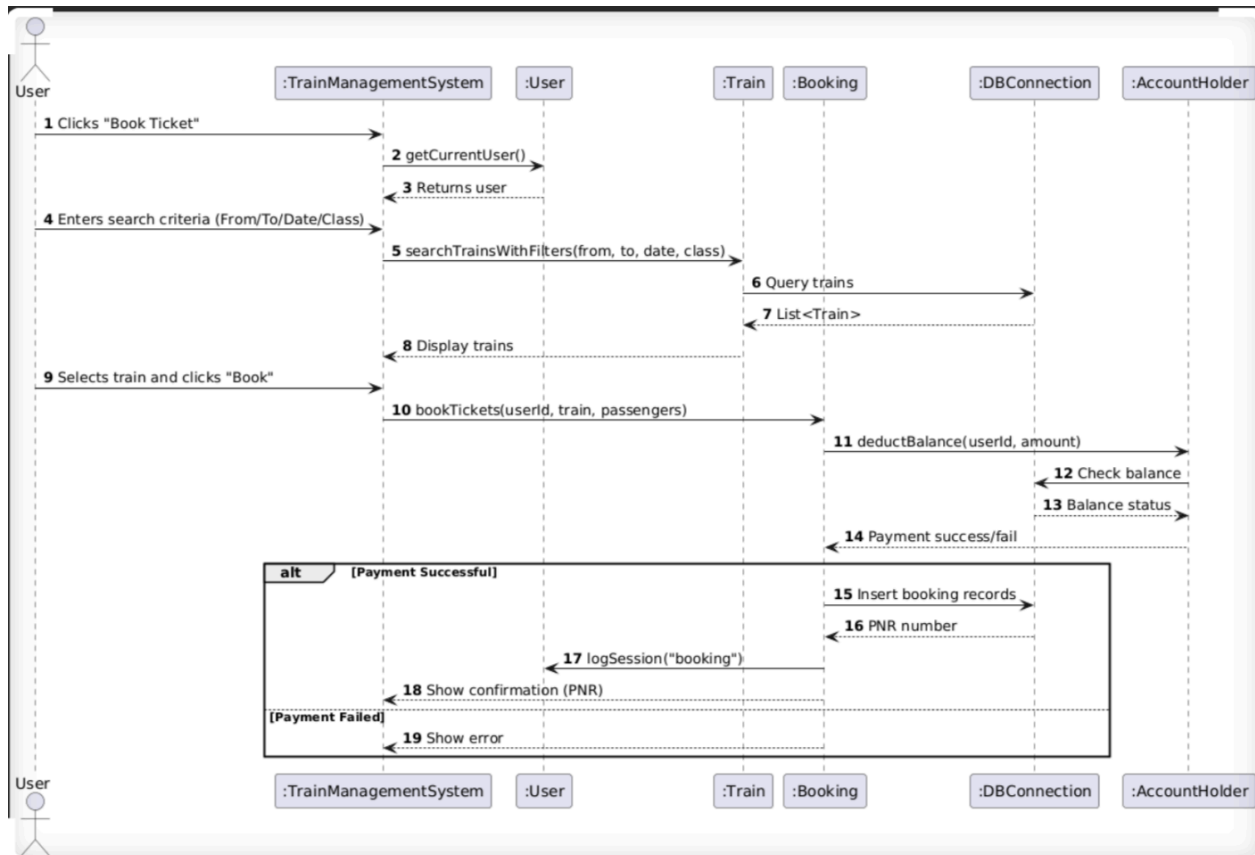 User
:TrainManagementSystem
:User
:Train
:Booking
:DBConnection
:AccountHolder
1 Clicks "Book Ticket"
2 getCurrentUser()
3 Returns user
4 Enters search criteria (From/To/Date/Class)
5 searchTrainsWithFilters(from, to, date, class)
6 Query trains
7 List<Train>
8 Display trains
9 Selects train and clicks "Book"
10 bookTickets(userId, train, passengers)
11 deductBalance(userId, amount)
12 Check balance
13 Balance status
14 Payment success/fail
alt [Payment Successful]
15 Insert booking records
16 PNR number
17 logSession("booking")
18 Show confirmation (PNR)
[Payment Failed]
19 Show error
User
:TrainManagementSystem
:User
:Train
:Booking
:DBConnection
:AccountHolder